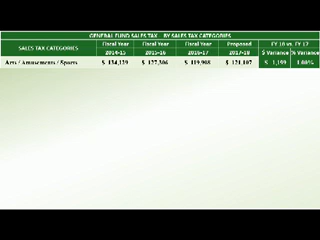 GENERAL FUND SALES TAX - BY SALES TAX CATEGORIES
SALES TAX CATEGORIES Fiscal Year 2014-15 Fiscal Year 2015-16 Fiscal Year 2016-17 Proposed 2017-18 FY 18 vs. FY 17 $ Variance % Variance
Arts / Amusements / Sports $ 134,129 $ 127,306 $ 119,908 $ 121,107 $ 1,199 1.00%